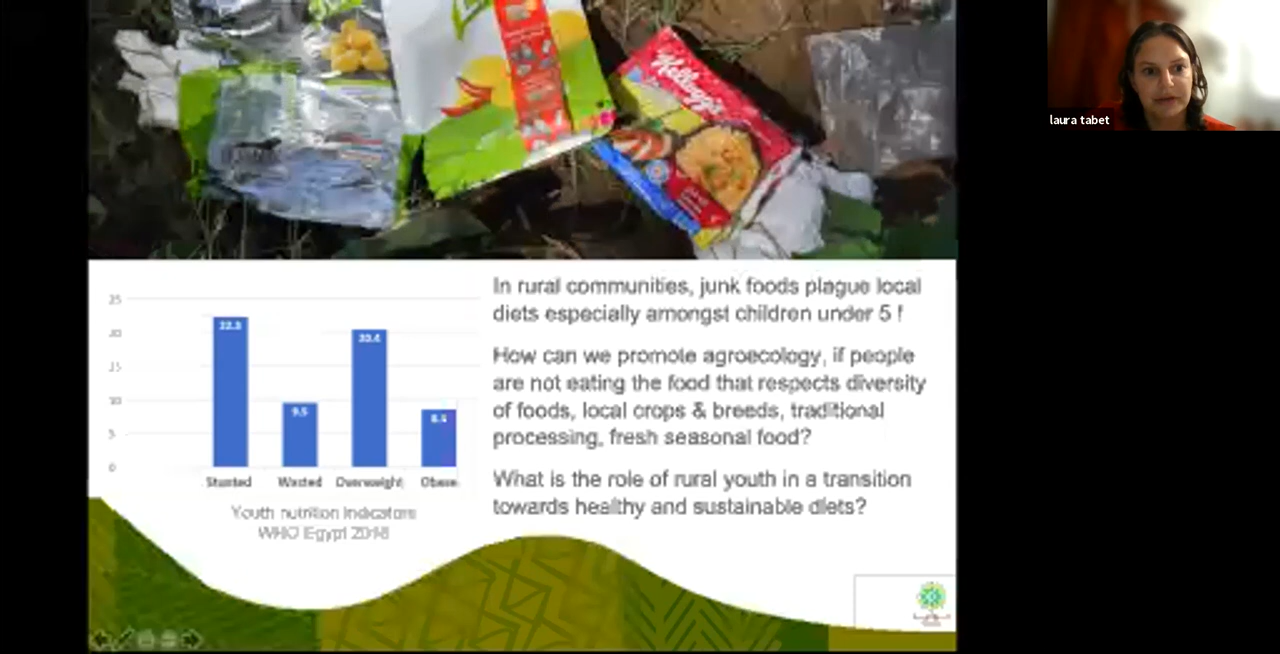 Kellogg's
laura tabet
In rural communities, junk foods plague local
diets especially amongst children under 5 !
How can we promote agroecology, if people
are not eating the food that respects diversity
of foods, local crops & breeds, traditional
processing, fresh seasonal food?
What is the role of rural youth in a transition
towards healthy and sustainable diets?
25
20
15
10
5
0
22.3
9.5
20.4
Stunted
Wasted
Overweight
Obese
Youth nutrition indicators
WHO Egypt 2018